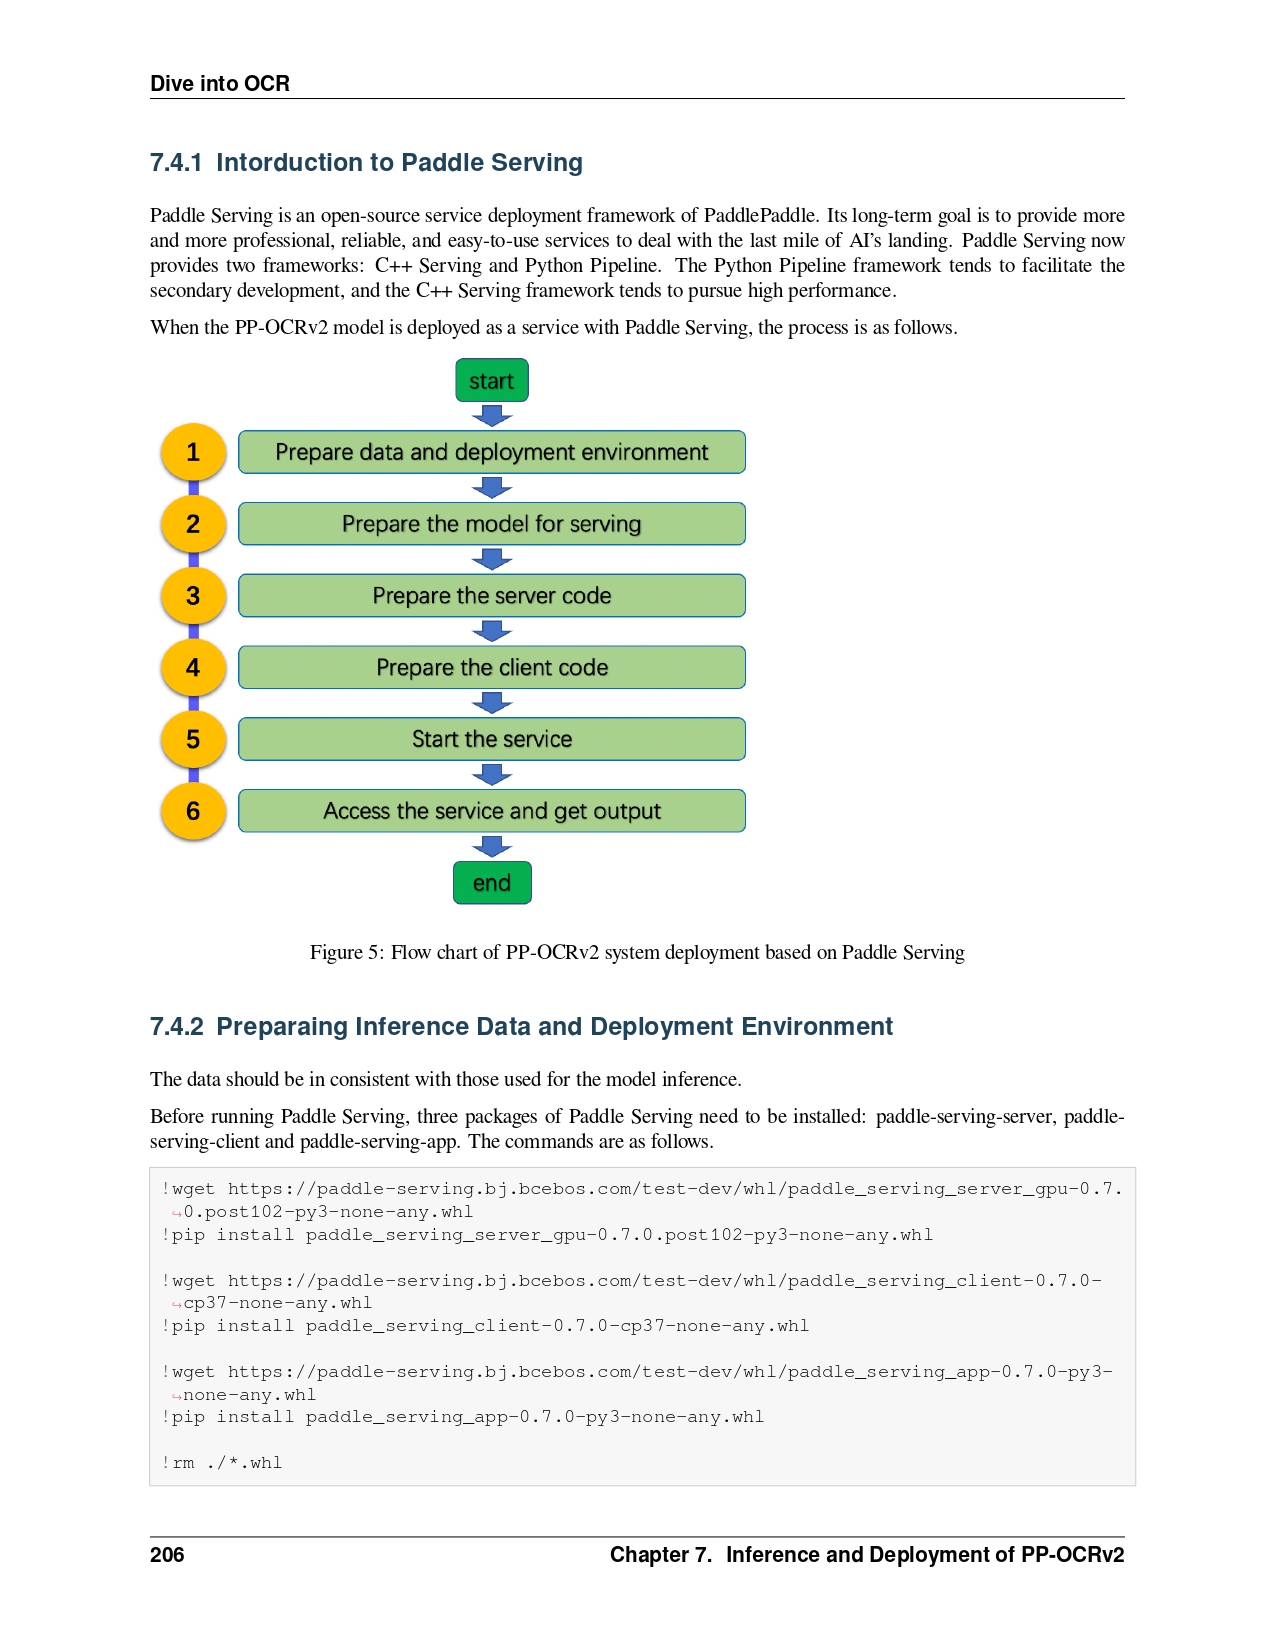 Dive into OCR
7.4.1 Intorduction to Paddle Serving
Paddle Serving is an open-source service deployment framework of PaddlePaddle. Its long-term goal is to provide more
and more professional, reliable, and easy-to-use services to deal with the last mile of AI's landing. Paddle Serving now
provides two frameworks: C++ Serving and Python Pipeline. The Python Pipeline framework tends to facilitate the
secondary development, and the C++ Serving framework tends to pursue high performance.
When the PP-OCRv2 model is deployed as a service with Paddle Serving, the process is as follows.
start
1 Prepare data and deployment environment
2 Prepare the model for serving
3 Prepare the server code
4 Prepare the client code
5 Start the service
6 Access the service and get output
end
Figure 5: Flow chart of PP-OCRv2 system deployment based on Paddle Serving
7.4.2 Preparaing Inference Data and Deployment Environment
The data should be in consistent with those used for the model inference.
Before running Paddle Serving, three packages of Paddle Serving need to be installed: paddle-serving-server, paddle-
serving-client and paddle-serving-app. The commands are as follows.
!wget https://paddle-serving.bj.bcebos.com/test-dev/whl/paddle_serving_server_gpu-0.7.
↪0.post102-py3-none-any.whl
!pip install paddle_serving_server_gpu-0.7.0.post102-py3-none-any.whl
!wget https://paddle-serving.bj.bcebos.com/test-dev/whl/paddle_serving_client-0.7.0-
↪cp37-none-any.whl
!pip install paddle_serving_client-0.7.0-cp37-none-any.whl
!wget https://paddle-serving.bj.bcebos.com/test-dev/whl/paddle_serving_app-0.7.0-py3-
↪none-any.whl
!pip install paddle_serving_app-0.7.0-py3-none-any.whl
!rm ./*.whl
206 Chapter 7. Inference and Deployment of PP-OCRv2